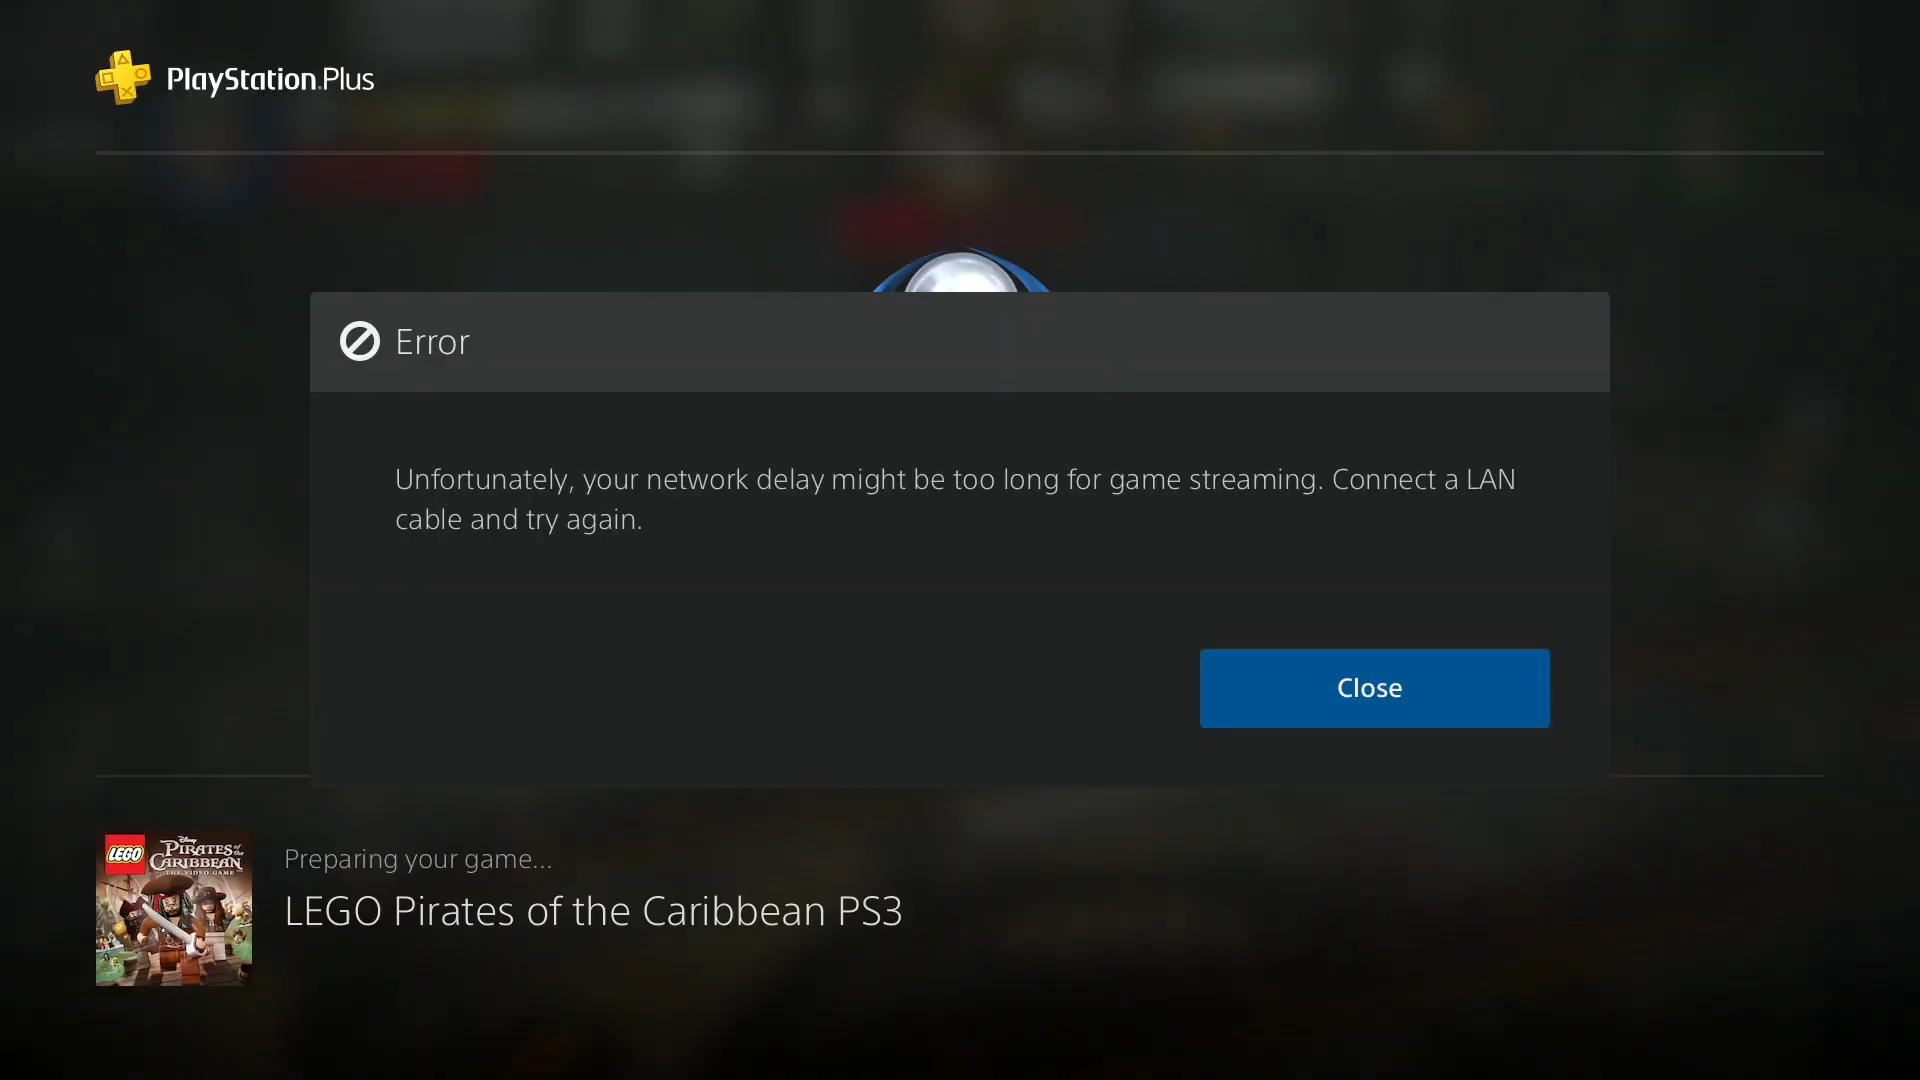 PlayStation.Plus
Error
Unfortunately, your network delay might be too long for game streaming. Connect a LAN
cable and try again.
Close
LEGO
Disney
PIRATES of the
CARIBBEAN
THE VIDEO GAME
Preparing your game...
LEGO Pirates of the Caribbean PS3